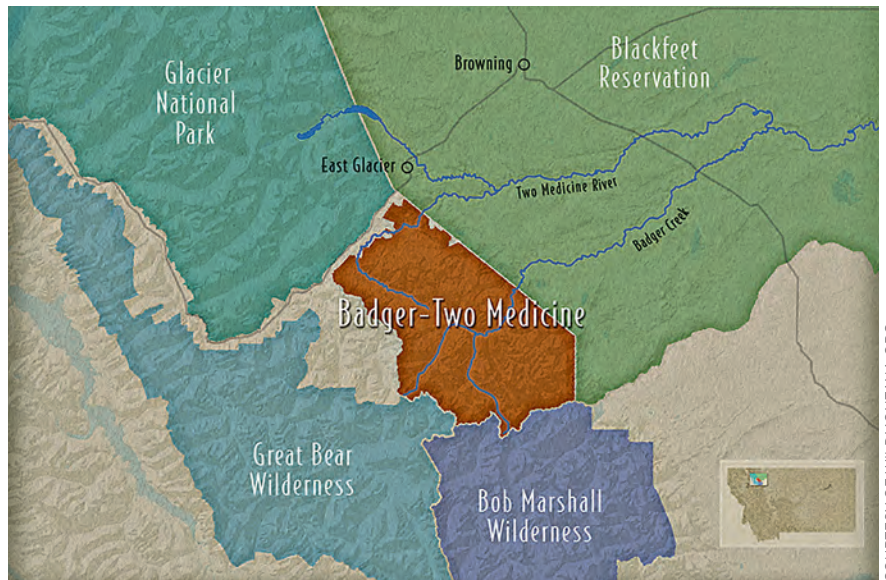 Glacier
National
Park
Browning
Blackfeet
Reservation
East Glacier
Two Medicine River
Badger Creek
Badger-Two Medicine
Great Bear
Wilderness
Bob Marshall
Wilderness